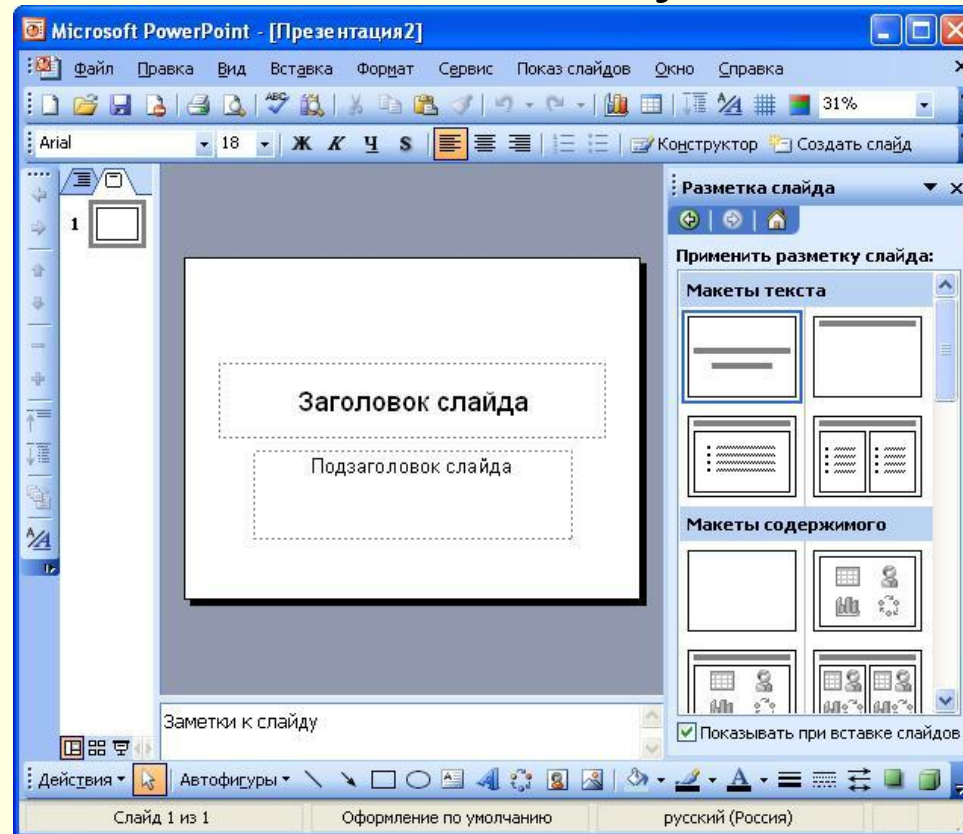 Microsoft PowerPoint - [Презентация2]
Файл Правка Вид Вставка Формат Сервис Показ слайдов Окно Справка
31%
Arial 18 Ж К Ч S Конструктор Создать слайд
1
Разметка слайда
Применить разметку слайда:
Макеты текста
Заголовок слайда
Подзаголовок слайда
Макеты содержимого
Заметки к слайду
Показывать при вставке слайдов
Действия Автофигуры
Слайд 1 из 1 Оформление по умолчанию русский (Россия)